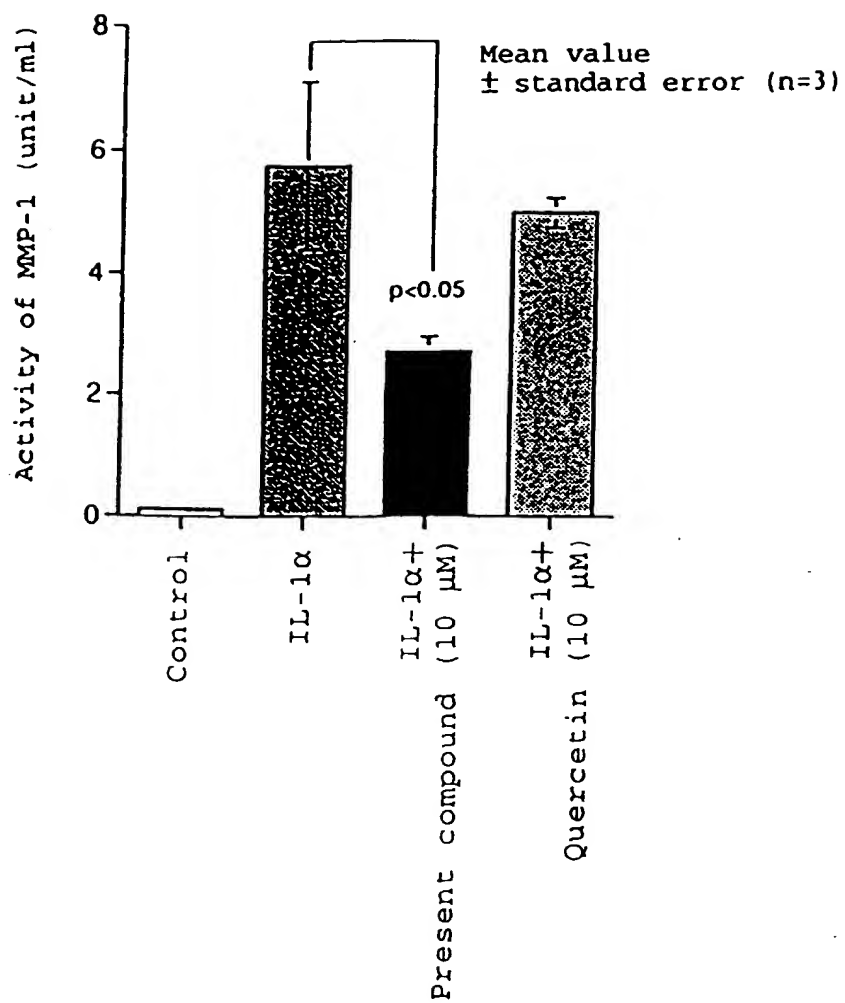 Mean value
± standard error (n=3)
Activity of MMP-1 (unit/ml)
8
6
4
2
0
p<0.05
Control
IL-1α
IL-1α+
Present compound (10 μM)
IL-1α+
Quercetin (10 μM)